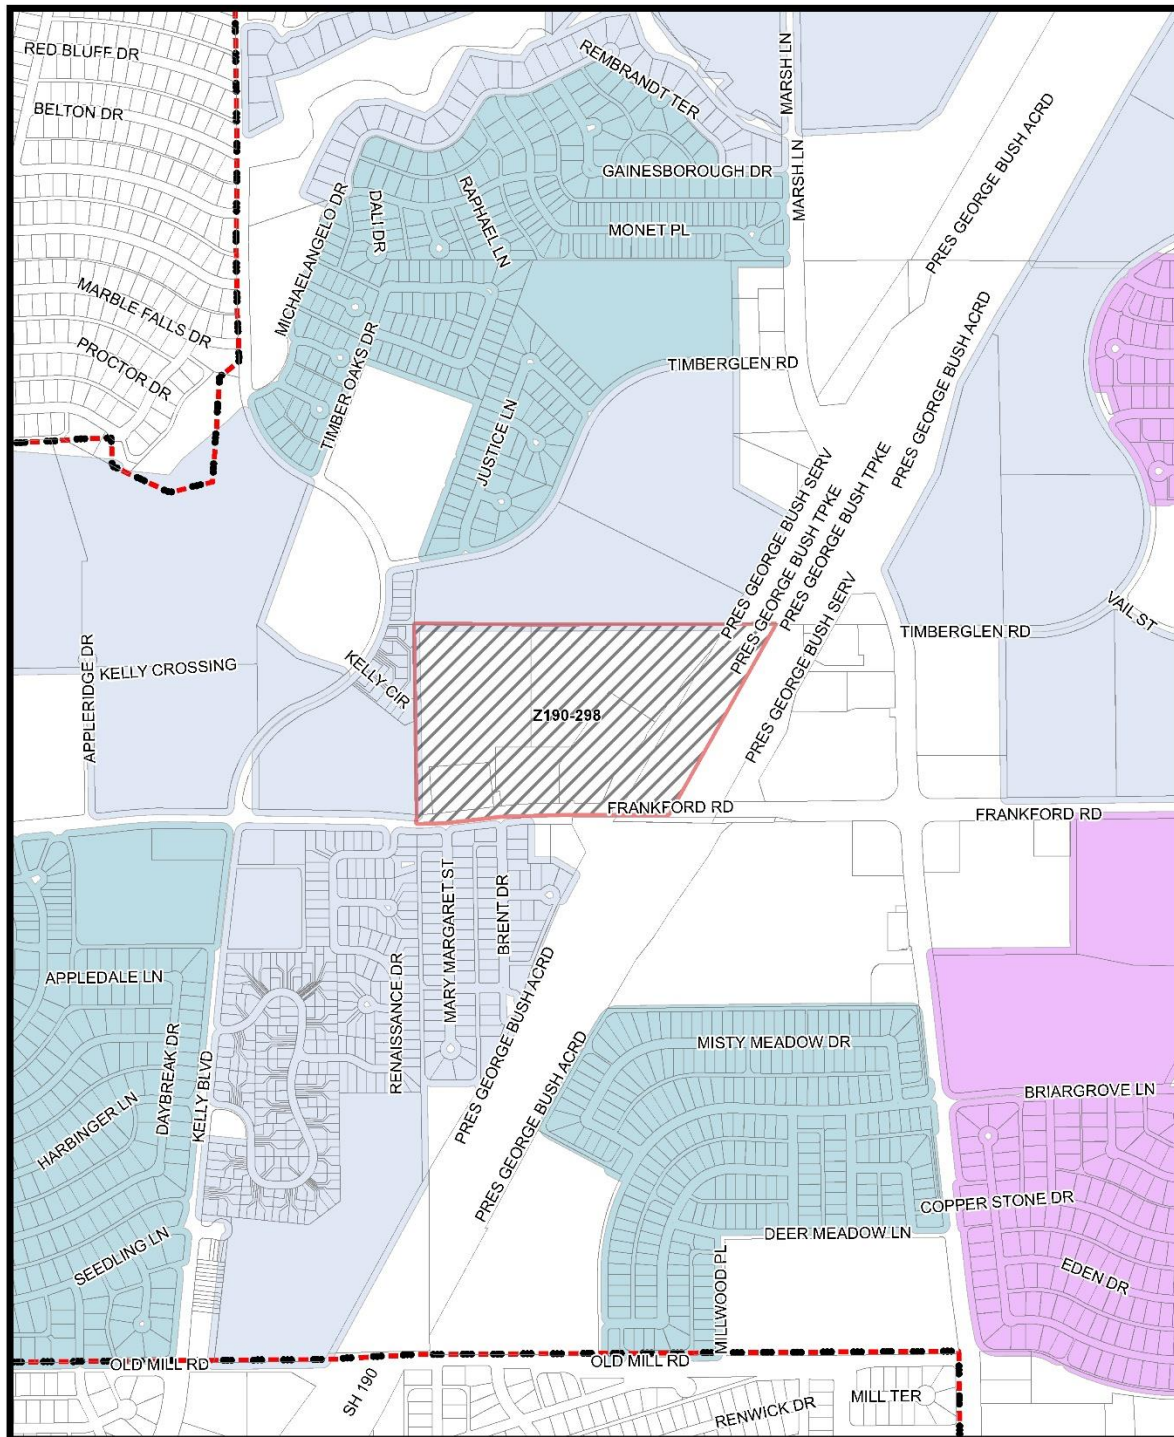 RED BLUFF DR
BELTON DR
REMBRANDT TER
MARSH LN
MARSH LN
GAINESBOROUGH DR
MONET PL
RAPHAEL LN
DALI DR
MICHAELANGELO DR
PRES GEORGE BUSH ACRD
MARBLE FALLS DR
PROCTOR DR
TIMBER OAKS DR
TIMBERGLEN RD
PRES GEORGE BUSH ACRD
JUSTICE LN
PRES GEORGE BUSH SERV
PRES GEORGE BUSH TPKE
PRES GEORGE BUSH TPKE
PRES GEORGE BUSH SERV
VAIL ST
TIMBERGLEN RD
APPLERIDGE DR
KELLY CROSSING
KELLY CIR
Z190-298
FRANKFORD RD
FRANKFORD RD
APPLEDALE LN
DAYBREAK DR
KELLY BLVD
HARBINGER LN
SEEDLING LN
RENAISSANCE DR
MARY MARGARET ST
BRENT DR
PRES GEORGE BUSH ACRD
PRES GEORGE BUSH ACRD
MISTY MEADOW DR
BRIARGROVE LN
COPPER STONE DR
DEER MEADOW LN
EDEN DR
MILLWOOD PL
OLD MILL RD
OLD MILL RD
SH 190
RENWICK DR
MILL TER